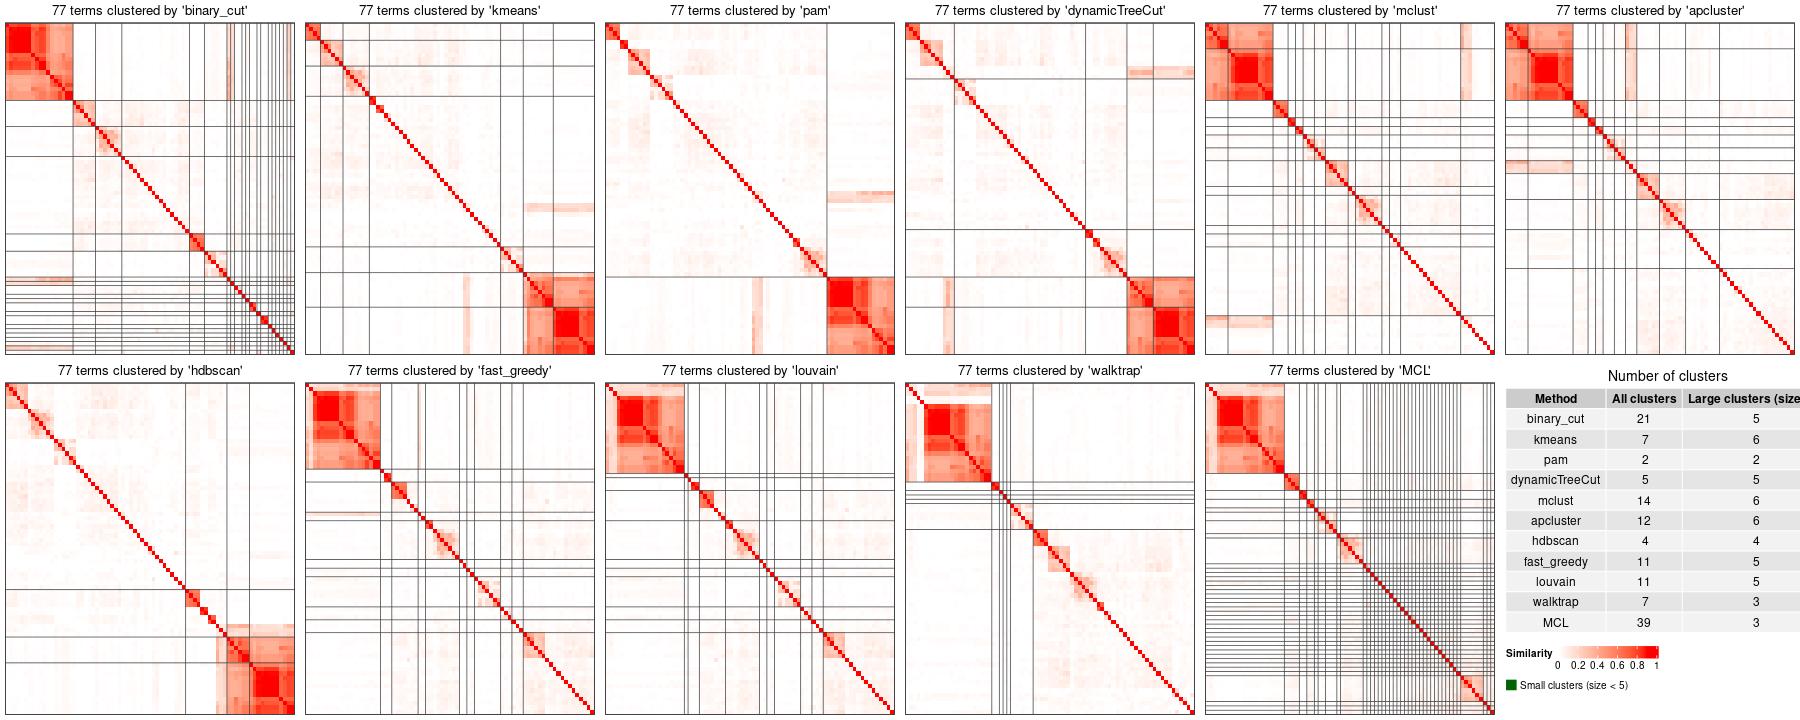 77 terms clustered by 'binary_cut'
77 terms clustered by 'kmeans'
77 terms clustered by 'pam'
77 terms clustered by 'dynamicTreeCut'
77 terms clustered by 'mclust'
77 terms clustered by 'apcluster'
77 terms clustered by 'hdbscan'
77 terms clustered by 'fast_greedy'
77 terms clustered by 'louvain'
77 terms clustered by 'walktrap'
77 terms clustered by 'MCL'
Number of clusters
Method All clusters Large clusters (size
binary_cut 21 5
kmeans 7 6
pam 2 2
dynamicTreeCut 5 5
mclust 14 6
apcluster 12 6
hdbscan 4 4
fast_greedy 11 5
louvain 11 5
walktrap 7 3
MCL 39 3
Similarity
0 0.2 0.4 0.6 0.8 1
Small clusters (size < 5)